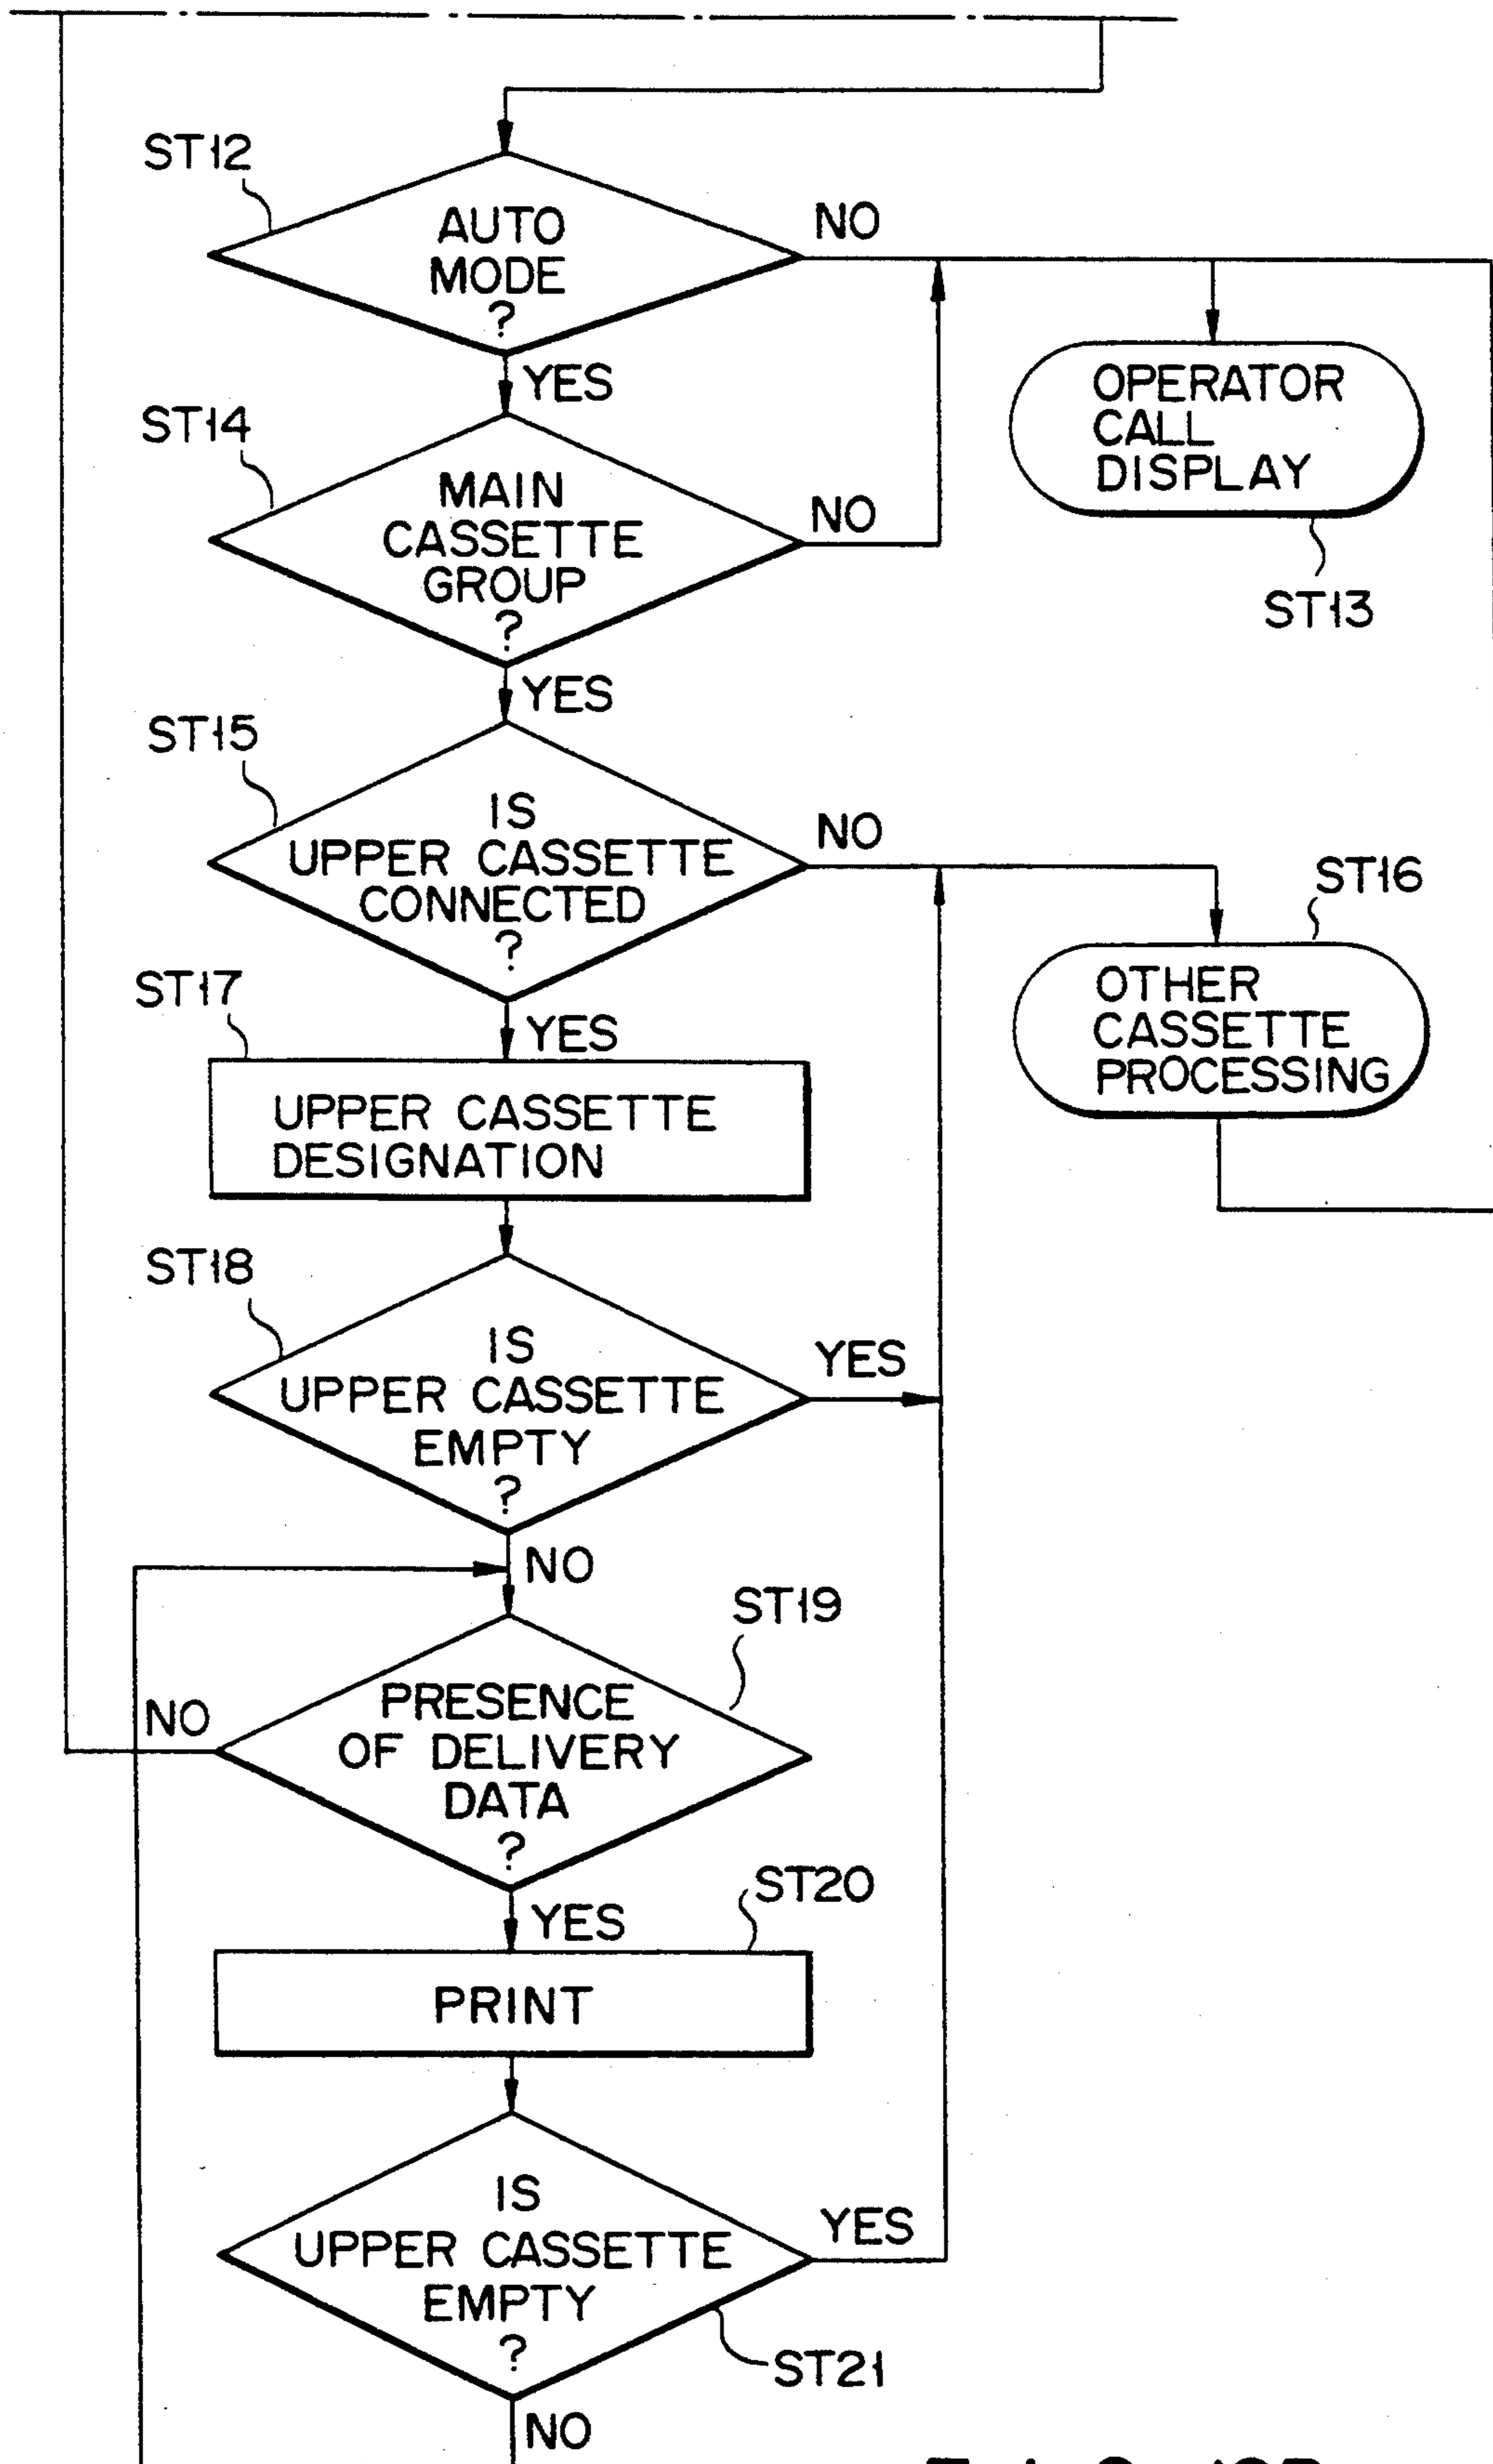 ST12
AUTO
MODE
?
NO
YES
OPERATOR
CALL
DISPLAY
ST13
ST14
MAIN
CASSETTE
GROUP
?
NO
YES
ST15
IS
UPPER CASSETTE
CONNECTED
?
NO
YES
ST16
OTHER
CASSETTE
PROCESSING
ST17
UPPER CASSETTE
DESIGNATION
ST18
IS
UPPER CASSETTE
EMPTY
?
YES
NO
ST19
PRESENCE
OF DELIVERY
DATA
?
NO
YES
ST20
PRINT
IS
UPPER CASSETTE
EMPTY
?
YES
ST21
NO